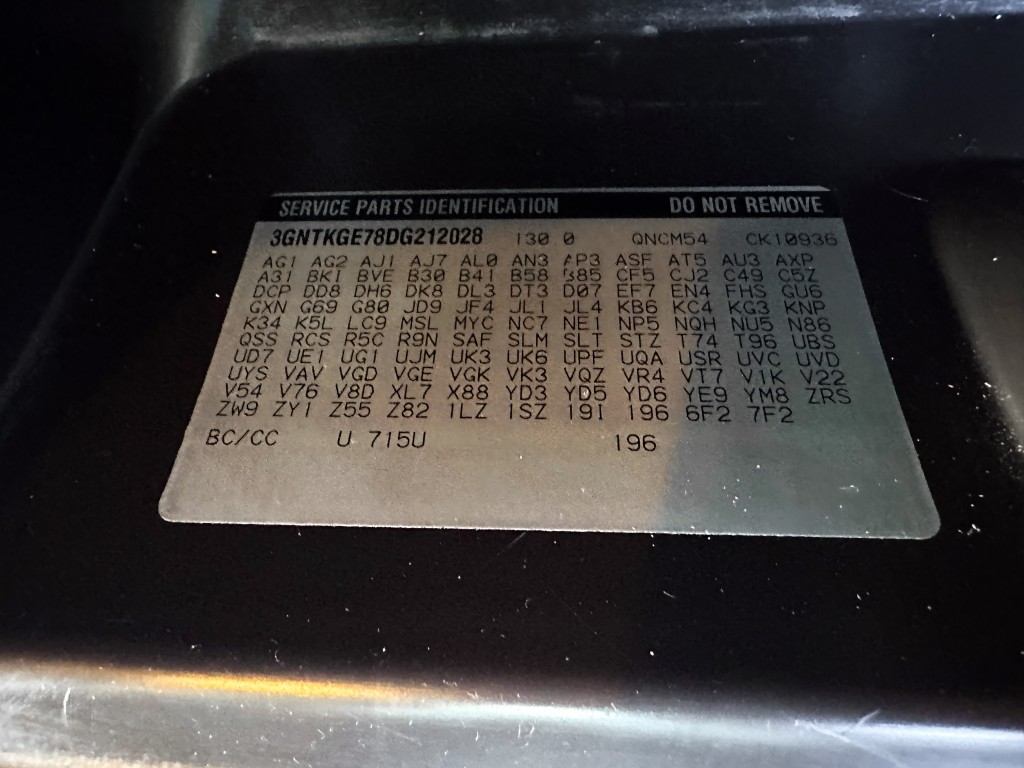 SERVICE PARTS IDENTIFICATION DO NOT REMOVE
3GNTKGE78DG212028 130 0 QNCM54 CK10936
AG1 AG2 AJ1 AJ7 AL0 AN3 AP3 ASF AT5 AU3 AXP
A31 BKI BVE B30 B41 B58 B85 CF5 CJ2 C49 C5Z
DCP DD8 DH6 DK8 DL3 DT3 D07 EF7 EN4 FHS GU6
GXN G69 G80 JD9 JF4 JL1 JL4 KB6 KC4 KG3 KNP
K34 K5L LC9 MSL MYC NC7 NE1 NP5 NQH NU5 N86
QSS RCS R5C R9N SAF SLM SLT STZ T74 T96 UBS
UD7 UE1 UG1 UJM UK3 UK6 UPF UQA USR UVC UVD
UYS VAV VGD VGE VGK VK3 VQZ VR4 VT7 V1K V22
V54 V76 V8D XL7 X88 YD3 YD5 YD6 YE9 YM8 ZRS
ZW9 ZY1 Z55 Z82 1LZ 1SZ 19I 196 6F2 7F2
BC/CC U 715U 196